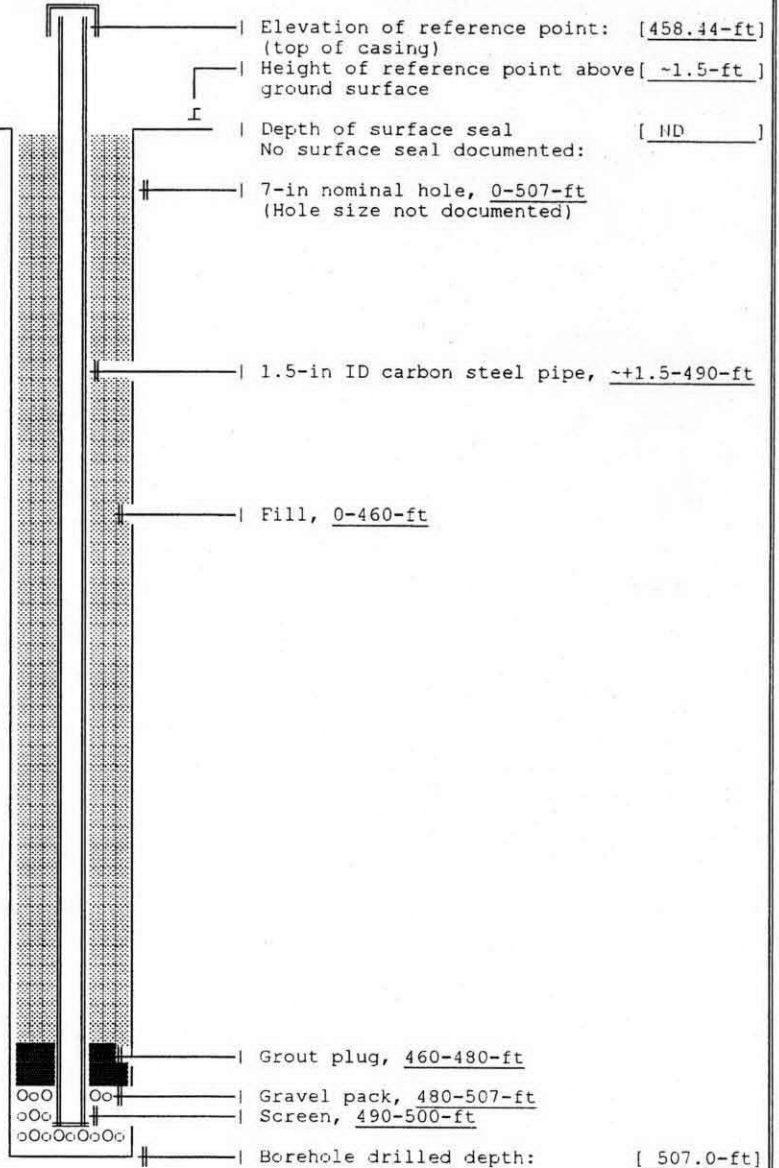 Elevation of reference point: [458.44-ft]
(top of casing)
Height of reference point above[ ~1.5-ft ]
ground surface
Depth of surface seal [ ND ]
No surface seal documented:
7-in nominal hole, 0-507-ft
(Hole size not documented)
1.5-in ID carbon steel pipe, ~+1.5-490-ft
Fill, 0-460-ft
Grout plug, 460-480-ft
Gravel pack, 480-507-ft
Screen, 490-500-ft
Borehole drilled depth: [ 507.0-ft]